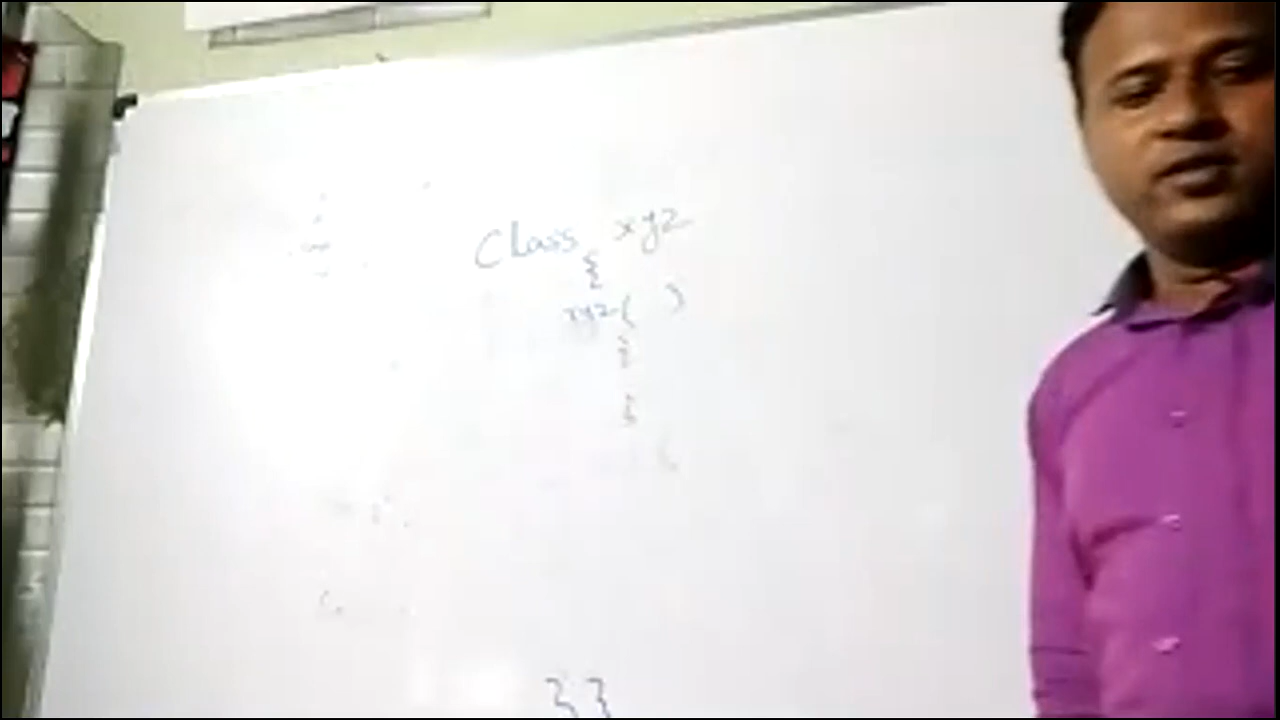 Class xyz
{
xyz( )
{
}
} }